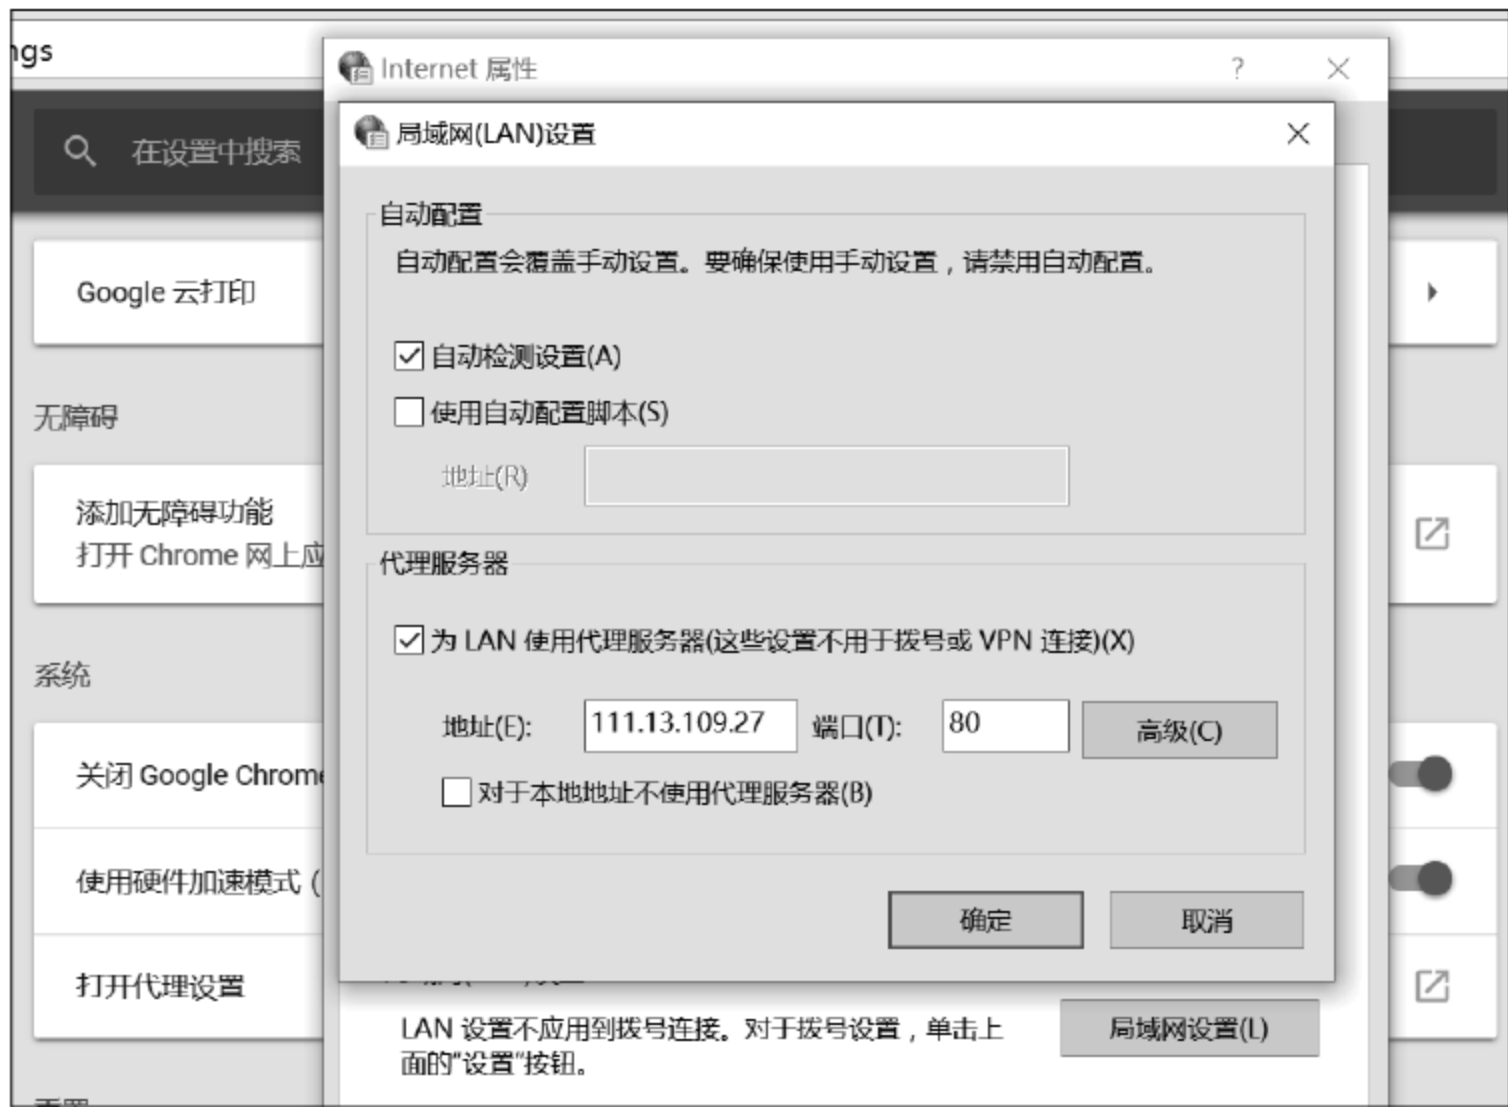 ngs
Internet 属性
?
局域网(LAN)设置
在设置中搜索
自动配置
自动配置会覆盖手动设置。要确保使用手动设置，请禁用自动配置。
Google 云打印
自动检测设置(A)
使用自动配置脚本(S)
无障碍
地址(R)
添加无障碍功能
打开 Chrome 网上应
代理服务器
为 LAN 使用代理服务器(这些设置不用于拨号或 VPN 连接)(X)
系统
地址(E):
111.13.109.27
端口(T):
80
高级(C)
关闭 Google Chrome
对于本地地址不使用代理服务器(B)
使用硬件加速模式（
确定
取消
打开代理设置
LAN 设置不应用到拨号连接。对于拨号设置，单击上
面的"设置"按钮。
局域网设置(L)